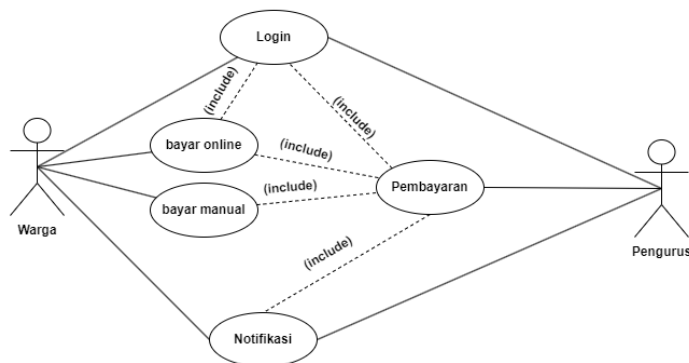 Login
(include)
(include)
bayar online
(include)
Pembayaran
(include)
bayar manual
Warga
Pengurus
(include)
Notifikasi